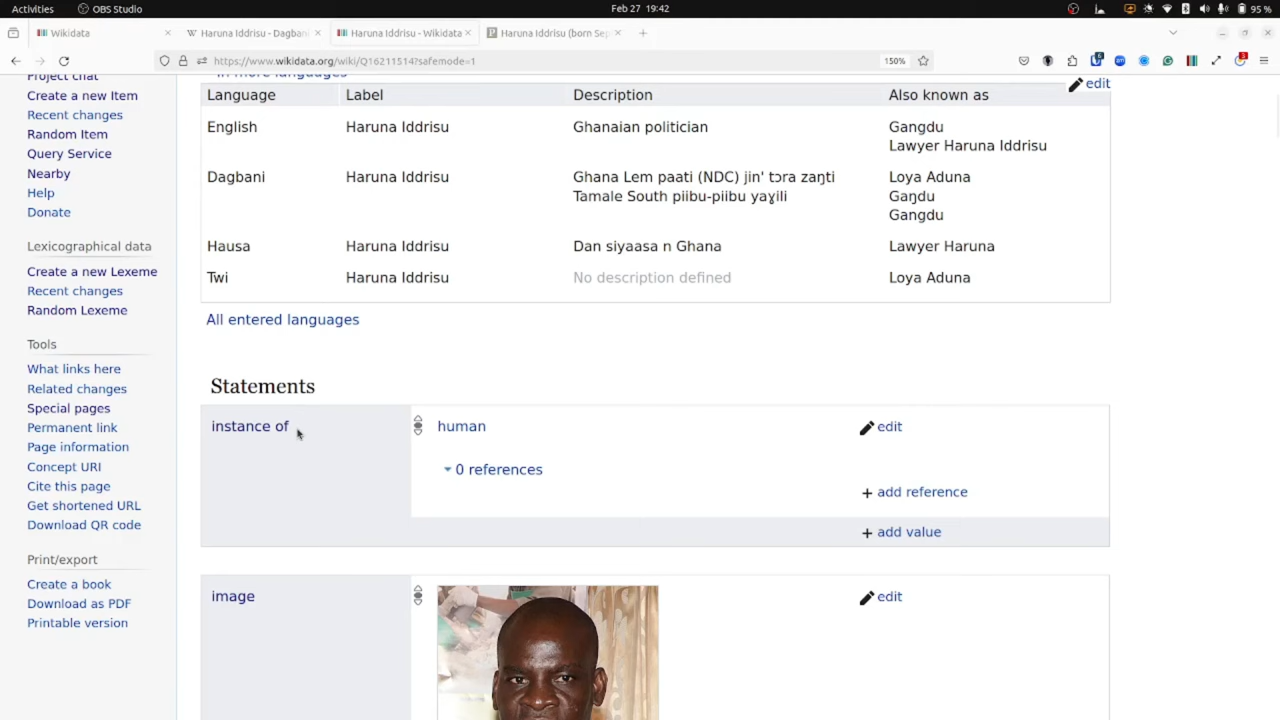 Activities
OBS Studio
Feb 27 19:42
95 %
Wikidata
Haruna Iddrisu - Dagban
Haruna Iddrisu - Wikidata
Haruna Iddrisu (born Sep
https://www.wikidata.org/wiki/Q16211514?safemode=1
150%
Project chat
Create a new Item
Recent changes
Random Item
Query Service
Nearby
Help
Donate
Lexicographical data
Create a new Lexeme
Recent changes
Random Lexeme
Tools
What links here
Related changes
Special pages
Permanent link
Page information
Concept URI
Cite this page
Get shortened URL
Download QR code
Print/export
Create a book
Download as PDF
Printable version
In more languages
edit
Language Label Description Also known as
English Haruna Iddrisu Ghanaian politician Gangdu
Lawyer Haruna Iddrisu
Dagbani Haruna Iddrisu Ghana Lem paati (NDC) jin' tɔra zaŋti Loya Aduna
Tamale South piibu-piibu yaɣili Gaŋdu
Gangdu
Hausa Haruna Iddrisu Dan siyaasa n Ghana Lawyer Haruna
Twi Haruna Iddrisu No description defined Loya Aduna
All entered languages
Statements
instance of
human
edit
0 references
+ add reference
+ add value
image
edit